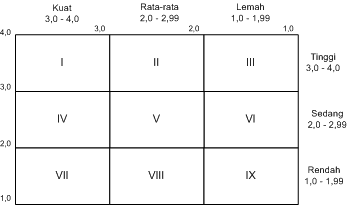 Kuat Rata-rata Lemah
3,0 - 4,0 2,0 - 2,99 1,0 - 1,99
4,0 3,0 2,0 1,0
I II III Tinggi
3,0 - 4,0
3,0
IV V VI Sedang
2,0 - 2,99
2,0
VII VIII IX Rendah
1,0 - 1,99
1,0